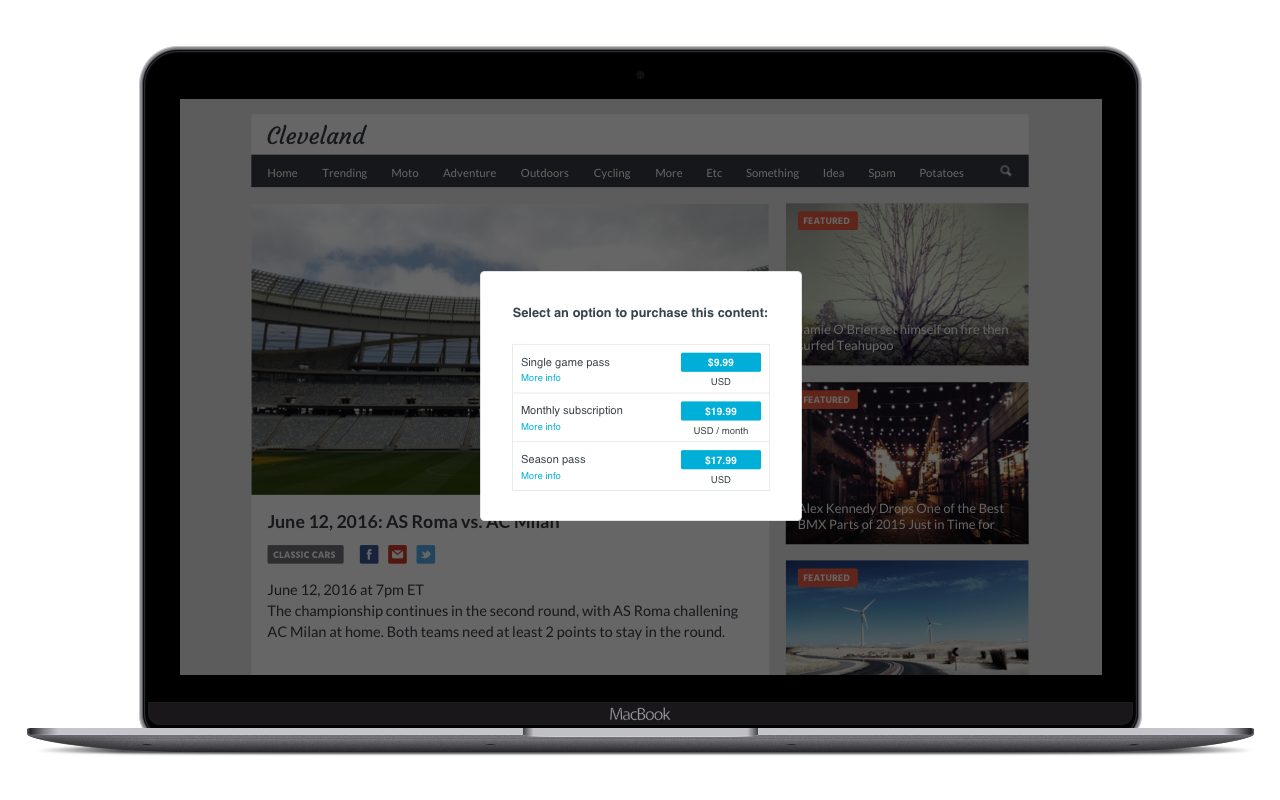 Cleveland
Home Trending Moto Adventure Outdoors Cycling More Etc Something Idea Spam Potatoes
FEATURED
O'Brien set himself on fire then
Teahupoo
Select an option to purchase this content:
Single game pass $9.99
More info USD
Monthly subscription $19.99
More info USD / month
Season pass $17.99
More info USD
FEATURED
Alex Kennedy Drops One of the Best
BMX Parts of 2015 Just in Time for
June 12, 2016: AS Roma vs. AC Milan
CLASSIC CARS f
June 12, 2016 at 7pm ET
The championship continues in the second round, with AS Roma challening
AC Milan at home. Both teams need at least 2 points to stay in the round.
FEATURED
MacBook